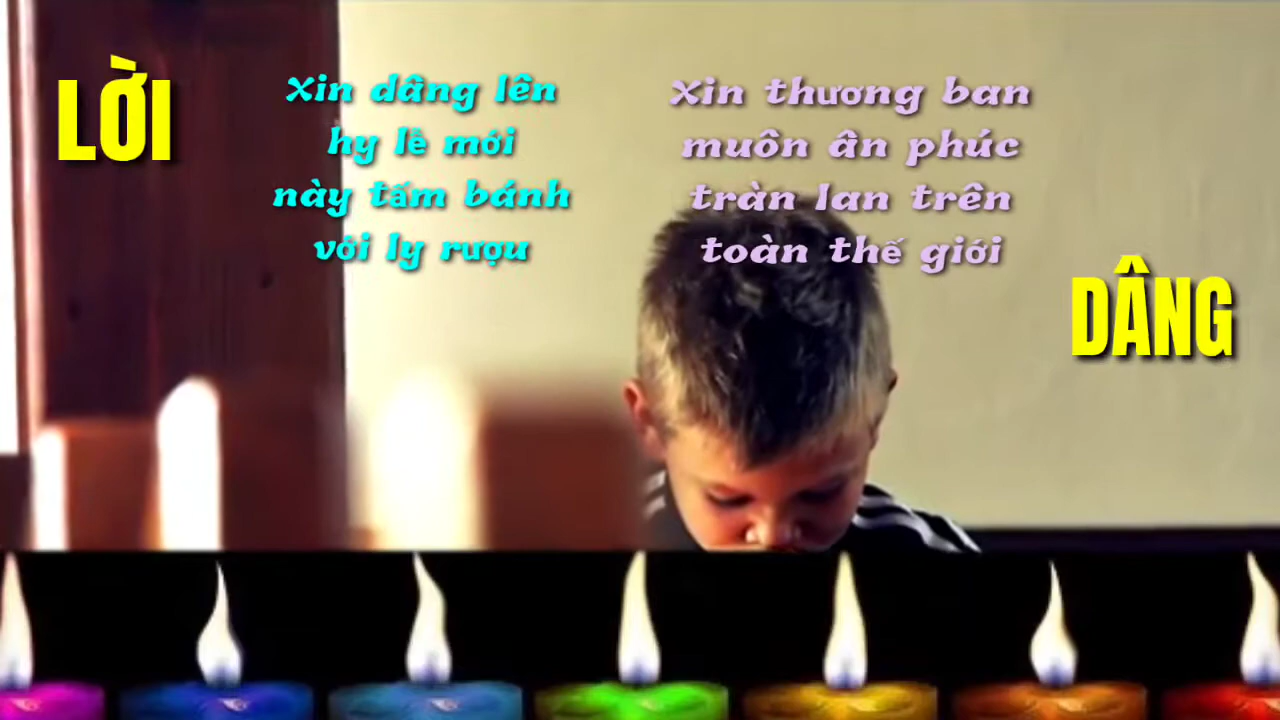 LỜI
Xin dâng lên
hy lề mới
này tấm bánh
với ly rượu
Xin thương ban
muôn ân phúc
tràn lan trên
toàn thế giới
DÂNG